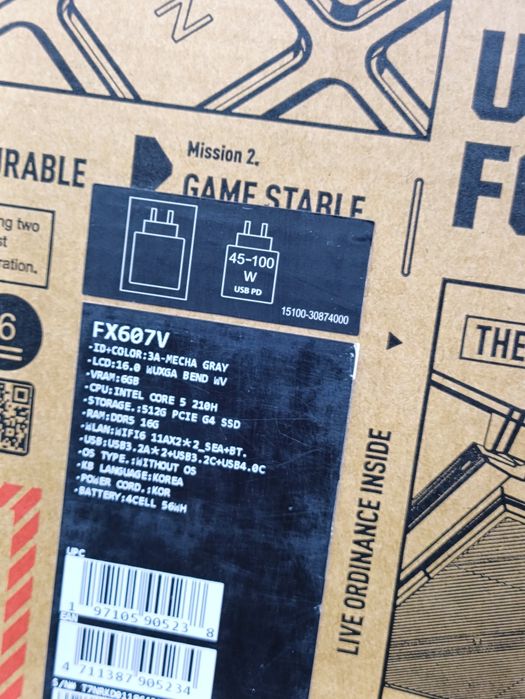 Mission 2.
URABLE
GAME STABLE
U
F
ng two
st
ration.
45-100
W
USB PD
15100-30874000
6
THE
FX607V
-ID+COLOR:3A-MECHA GRAY
-LCD:16.0 WUXGA BEND WV
-VRAM:6GB
-CPU:INTEL CORE 5 210H
-STORAGE.:512G PCIE G4 SSD
-RAM:DDR5 16G
-WLAN:WIFI6 11AX2*2_SEA+BT.
-USB:USB3.2A*2+USB3.2C+USB4.0C
-OS TYPE.:WITHOUT OS
-KB LANGUAGE:KOREA
-POWER CORD.:KOR
-BATTERY:4CELL 56WH
LIVE ORDINANCE INSIDE
UPC
1 97105 90523 8
EAN
4 711387 905234